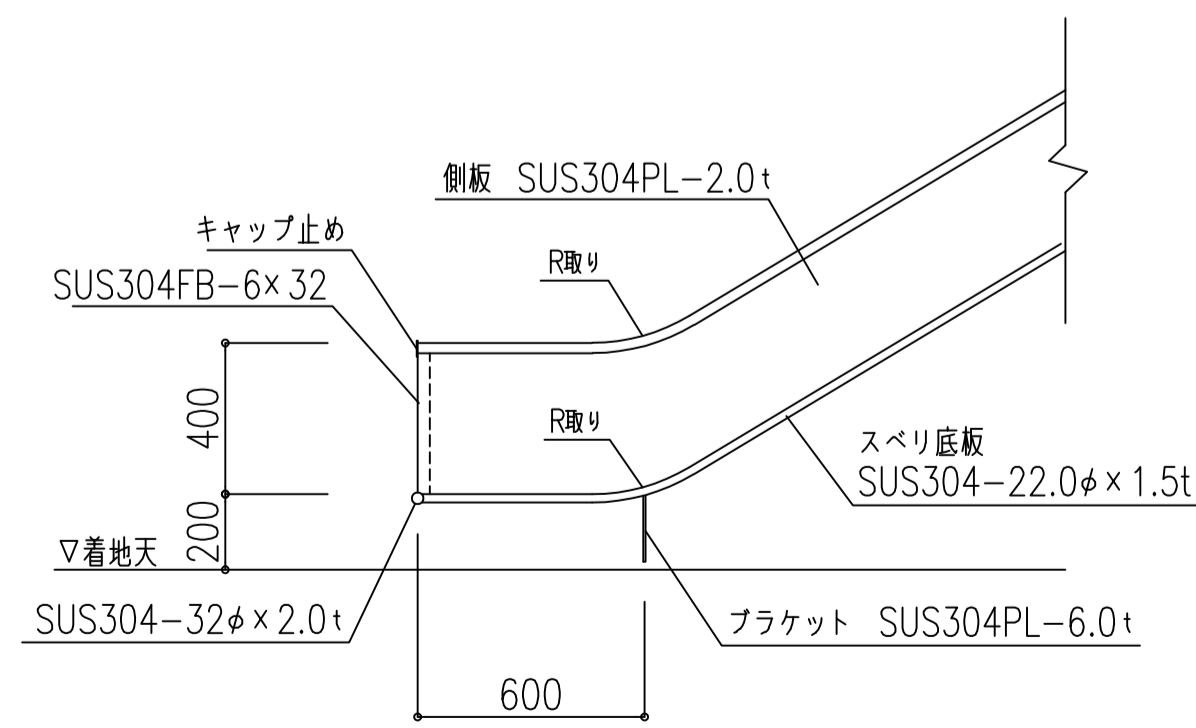 側板 SUS304PL-2.0t
キャップ止め
R取り
SUS304FB-6×32
400
R取り
スベリ底板
SUS304-22.0φ×1.5t
200
▽着地天
SUS304-32φ×2.0t
ブラケット SUS304PL-6.0t
600